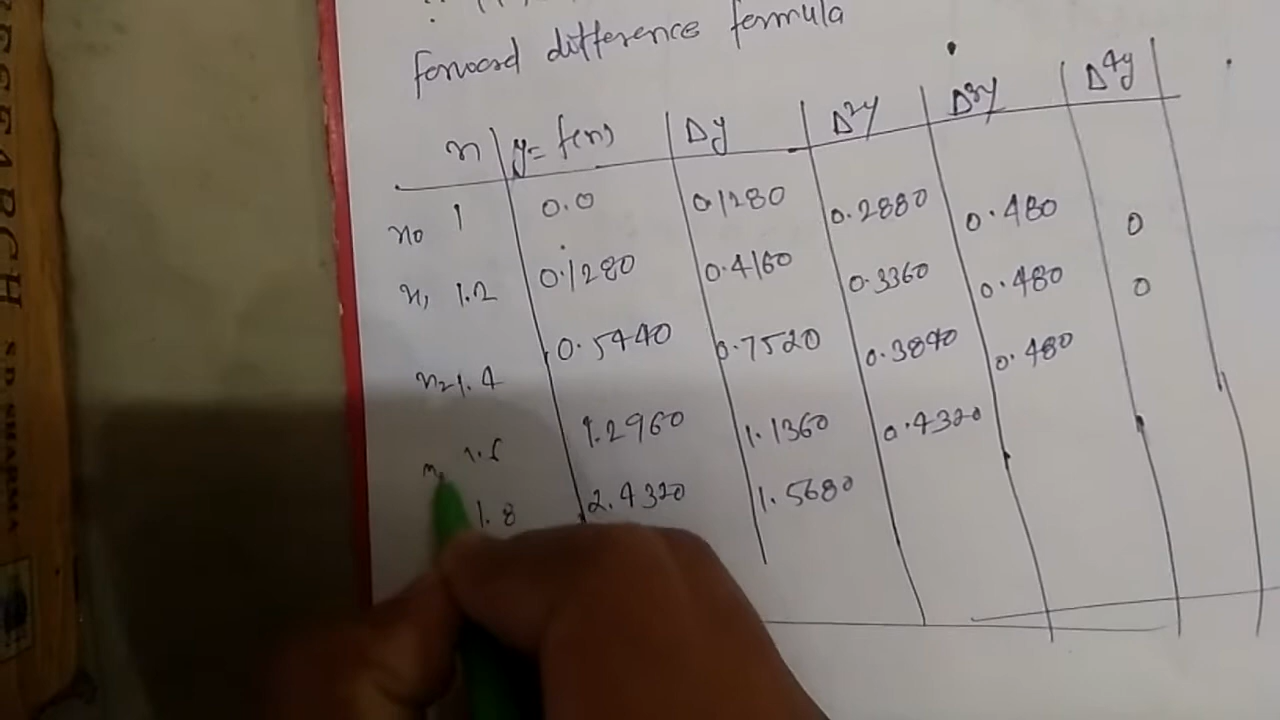 forward difference formula
x y= f(x) Δy Δ²y Δ³y Δ⁴y
x0 1 0.0 0.1280 0.2880 0.480 0
x1 1.2 0.1280 0.4160 0.3360 0.480 0
x2 1.4 0.5440 0.7520 0.3840 0.480
1.6 1.2960 1.1360 0.4320
1.8 2.4320 1.5680
S.D. SHARMA